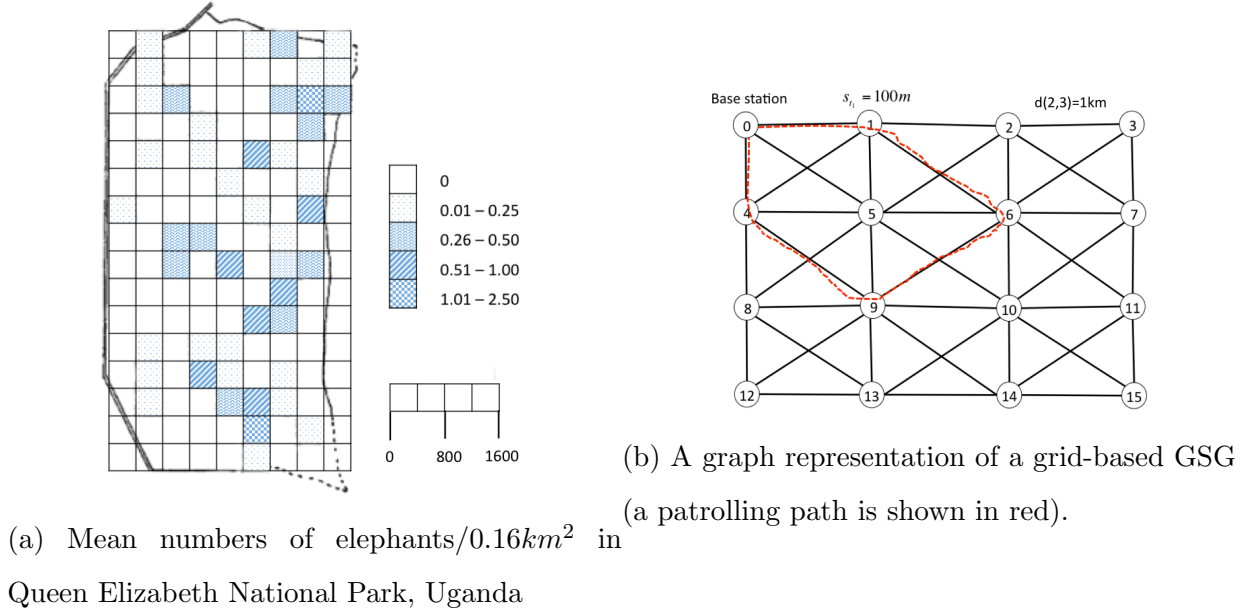 0
0.01 – 0.25
0.26 – 0.50
0.51 – 1.00
1.01 – 2.50
0 800 1600
(a) Mean numbers of elephants/0.16km² in
Queen Elizabeth National Park, Uganda
Base station s_{t_1} = 100m d(2,3)=1km
0 1 2 3
4 5 6 7
8 9 10 11
12 13 14 15
(b) A graph representation of a grid-based GSG
(a patrolling path is shown in red).